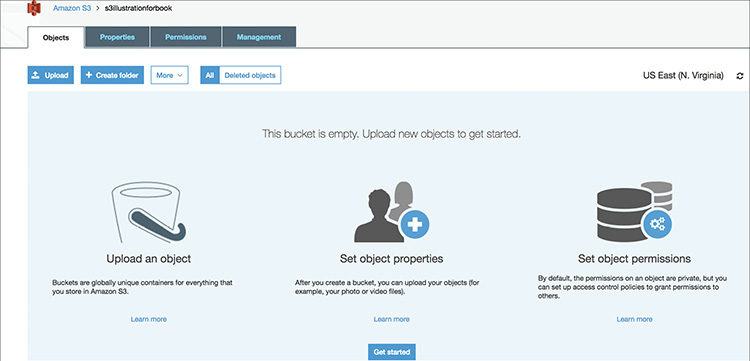 Amazon S3 > s3illustrationforbook
Objects Properties Permissions Management
Upload + Create folder More All Deleted objects US East (N. Virginia)
This bucket is empty. Upload new objects to get started.
Upload an object
Buckets are globally unique containers for everything that
you store in Amazon S3.
Learn more
Set object properties
After you create a bucket, you can upload your objects (for
example, your photo or video files).
Learn more
Set object permissions
By default, the permissions on an object are private, but you
can set up access control policies to grant permissions to
others.
Learn more
Get started